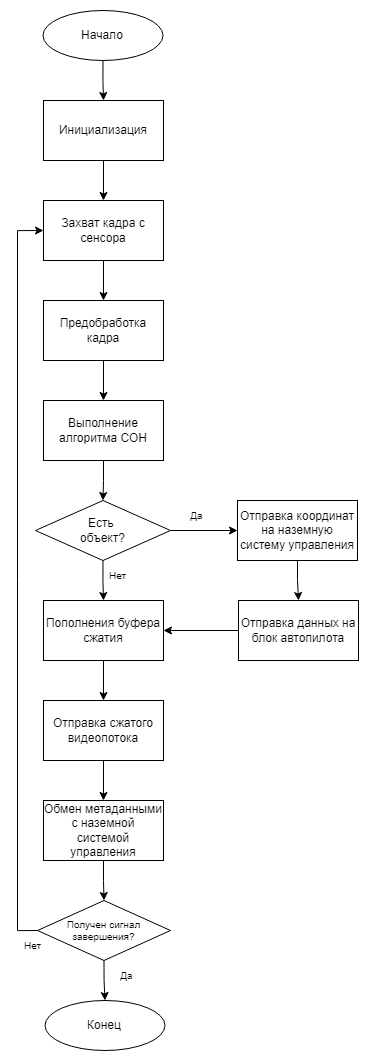 Начало
Инициализация
Захват кадра с
сенсора
Предобработка
кадра
Выполнение
алгоритма СОН
Есть
объект?
Да
Отправка координат
на наземную
систему управления
Нет
Пополнения буфера
сжатия
Отправка данных на
блок автопилота
Отправка сжатого
видеопотока
Обмен метаданными
с наземной
системой
управления
Получен сигнал
завершения?
Нет
Да
Конец